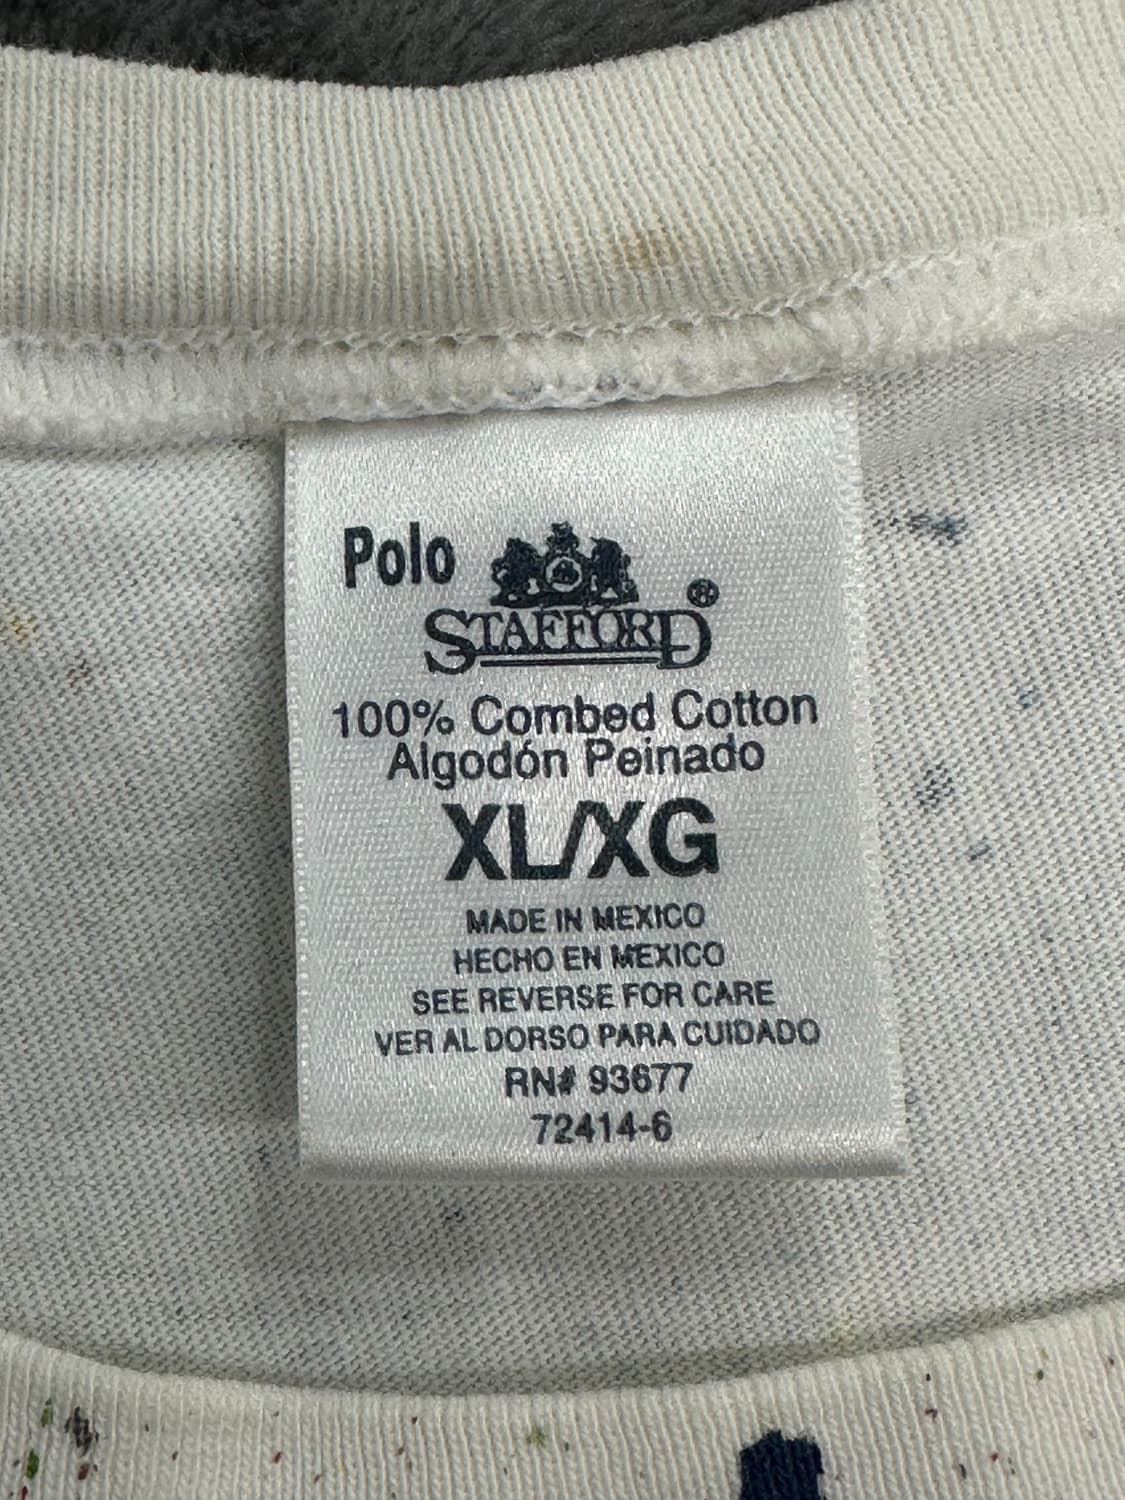 Polo
STAFFORD®
100% Combed Cotton
Algodón Peinado
XL/XG
MADE IN MEXICO
HECHO EN MEXICO
SEE REVERSE FOR CARE
VER AL DORSO PARA CUIDADO
RN# 93677
72414-6